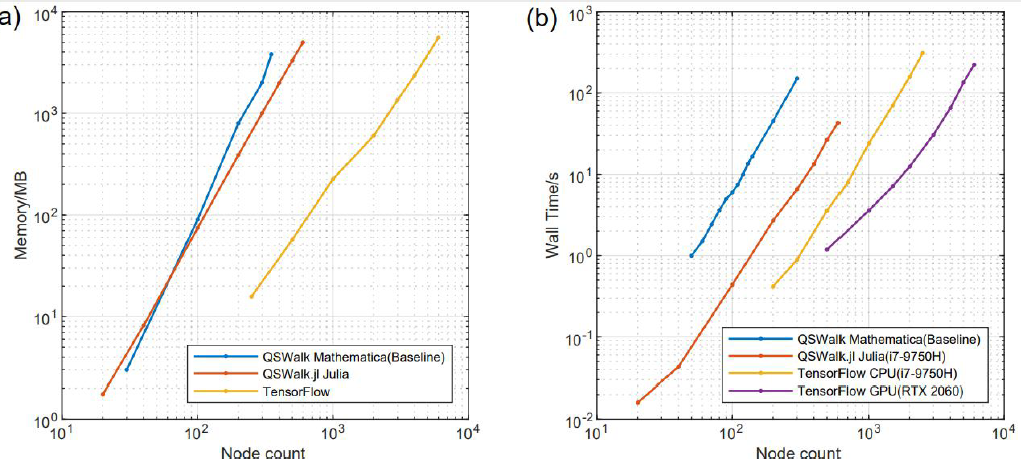 a)
10^4
10^3
10^2
10^1
10^0
Memory/MB
QSWalk Mathematica(Baseline)
QSWalk.jl Julia
TensorFlow
10^1 10^2 10^3 10^4
Node count
(b)
10^3
10^2
10^1
10^0
10^-1
10^-2
Wall Time/s
QSWalk Mathematica(Baseline)
QSWalk.jl Julia(i7-9750H)
TensorFlow CPU(i7-9750H)
TensorFlow GPU(RTX 2060)
10^1 10^2 10^3 10^4
Node count